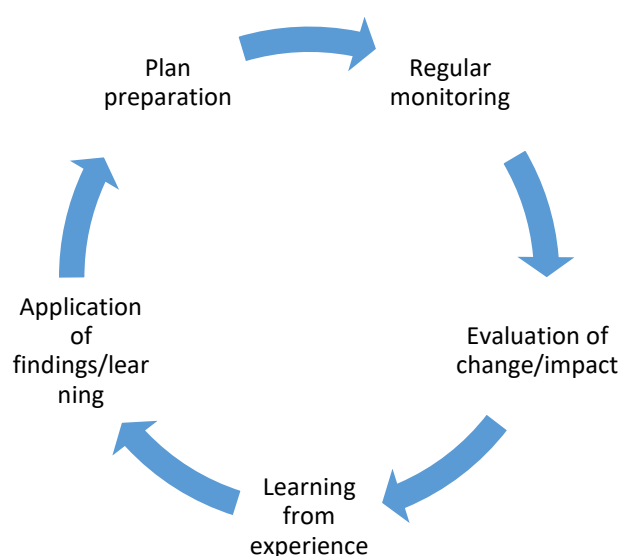 Plan
preparation
Regular
monitoring
Evaluation of
change/impact
Learning
from
experience
Application
of
findings/lear
ning